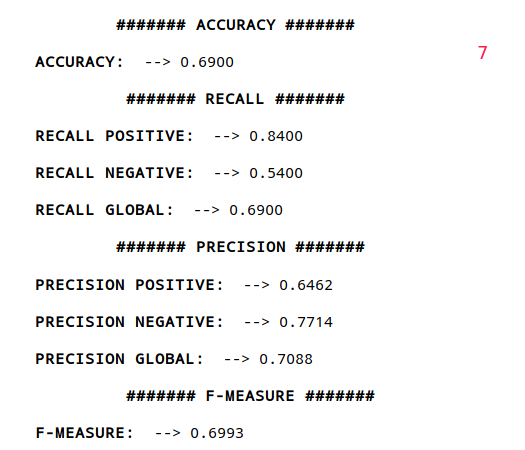 ####### ACCURACY #######
7
ACCURACY: --> 0.6900
####### RECALL #######
RECALL POSITIVE: --> 0.8400
RECALL NEGATIVE: --> 0.5400
RECALL GLOBAL: --> 0.6900
####### PRECISION #######
PRECISION POSITIVE: --> 0.6462
PRECISION NEGATIVE: --> 0.7714
PRECISION GLOBAL: --> 0.7088
####### F-MEASURE #######
F-MEASURE: --> 0.6993